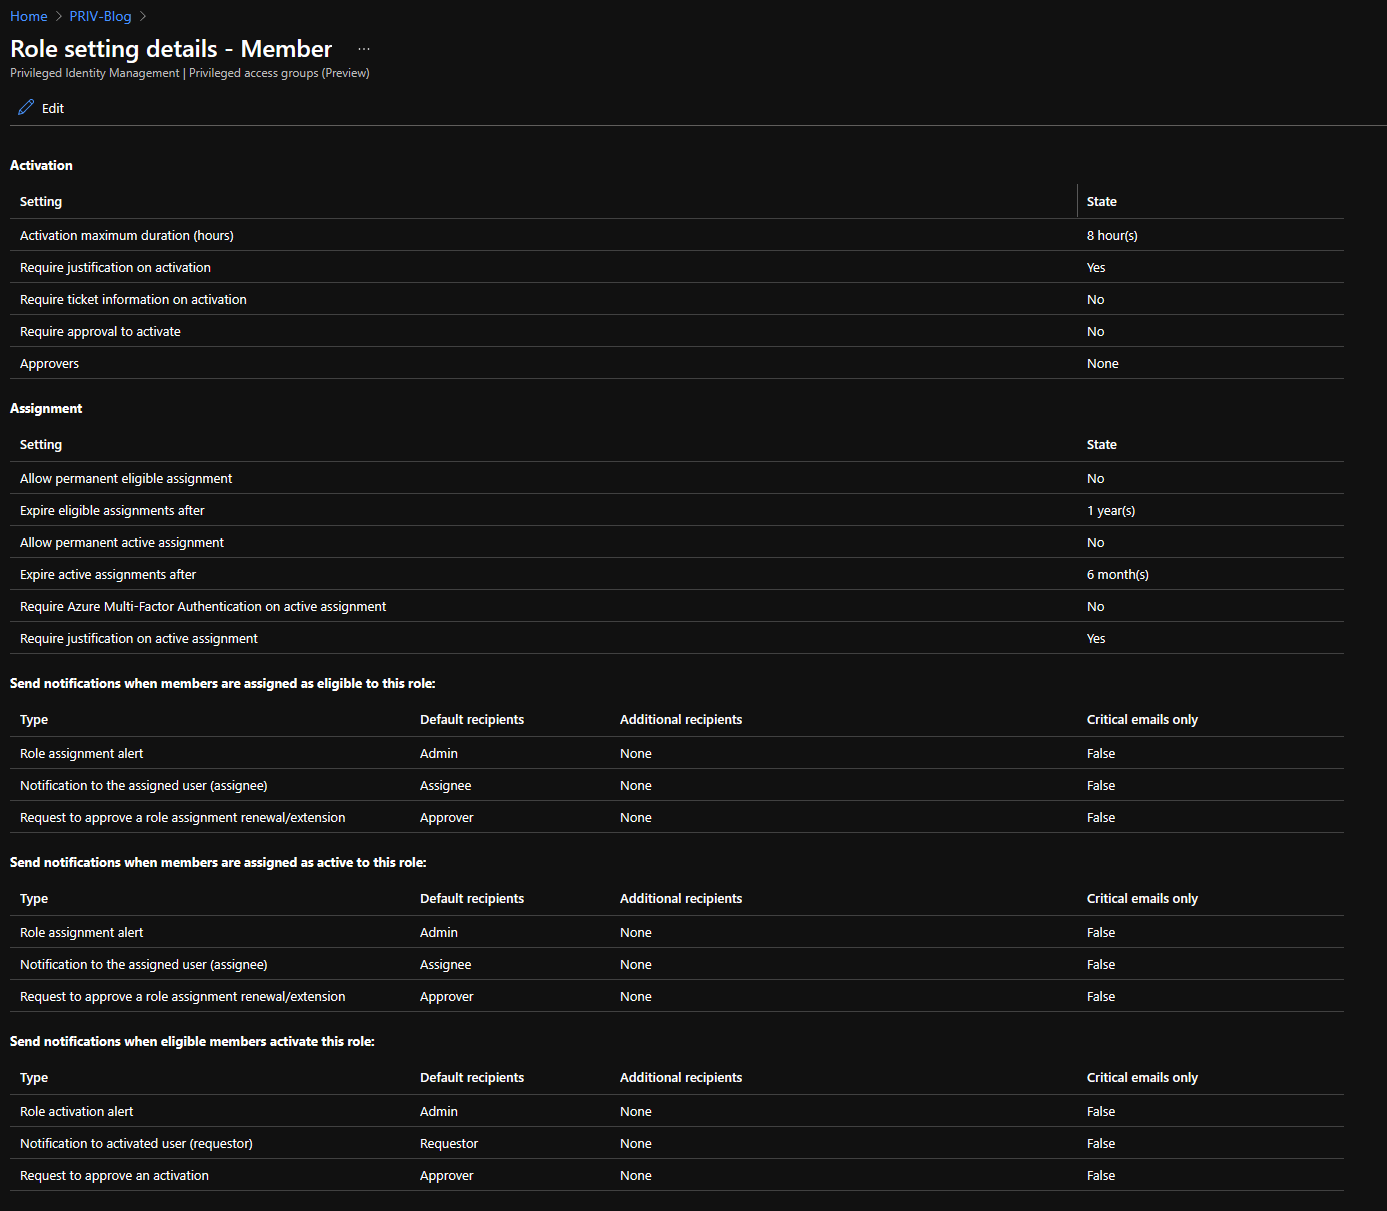 Home > PRIV-Blog >
Role setting details - Member ...
Privileged Identity Management | Privileged access groups (Preview)
Edit
Activation
Setting State
Activation maximum duration (hours) 8 hour(s)
Require justification on activation Yes
Require ticket information on activation No
Require approval to activate No
Approvers None
Assignment
Setting State
Allow permanent eligible assignment No
Expire eligible assignments after 1 year(s)
Allow permanent active assignment No
Expire active assignments after 6 month(s)
Require Azure Multi-Factor Authentication on active assignment No
Require justification on active assignment Yes
Send notifications when members are assigned as eligible to this role:
Type Default recipients Additional recipients Critical emails only
Role assignment alert Admin None False
Notification to the assigned user (assignee) Assignee None False
Request to approve a role assignment renewal/extension Approver None False
Send notifications when members are assigned as active to this role:
Type Default recipients Additional recipients Critical emails only
Role assignment alert Admin None False
Notification to the assigned user (assignee) Assignee None False
Request to approve a role assignment renewal/extension Approver None False
Send notifications when eligible members activate this role:
Type Default recipients Additional recipients Critical emails only
Role activation alert Admin None False
Notification to activated user (requestor) Requestor None False
Request to approve an activation Approver None False